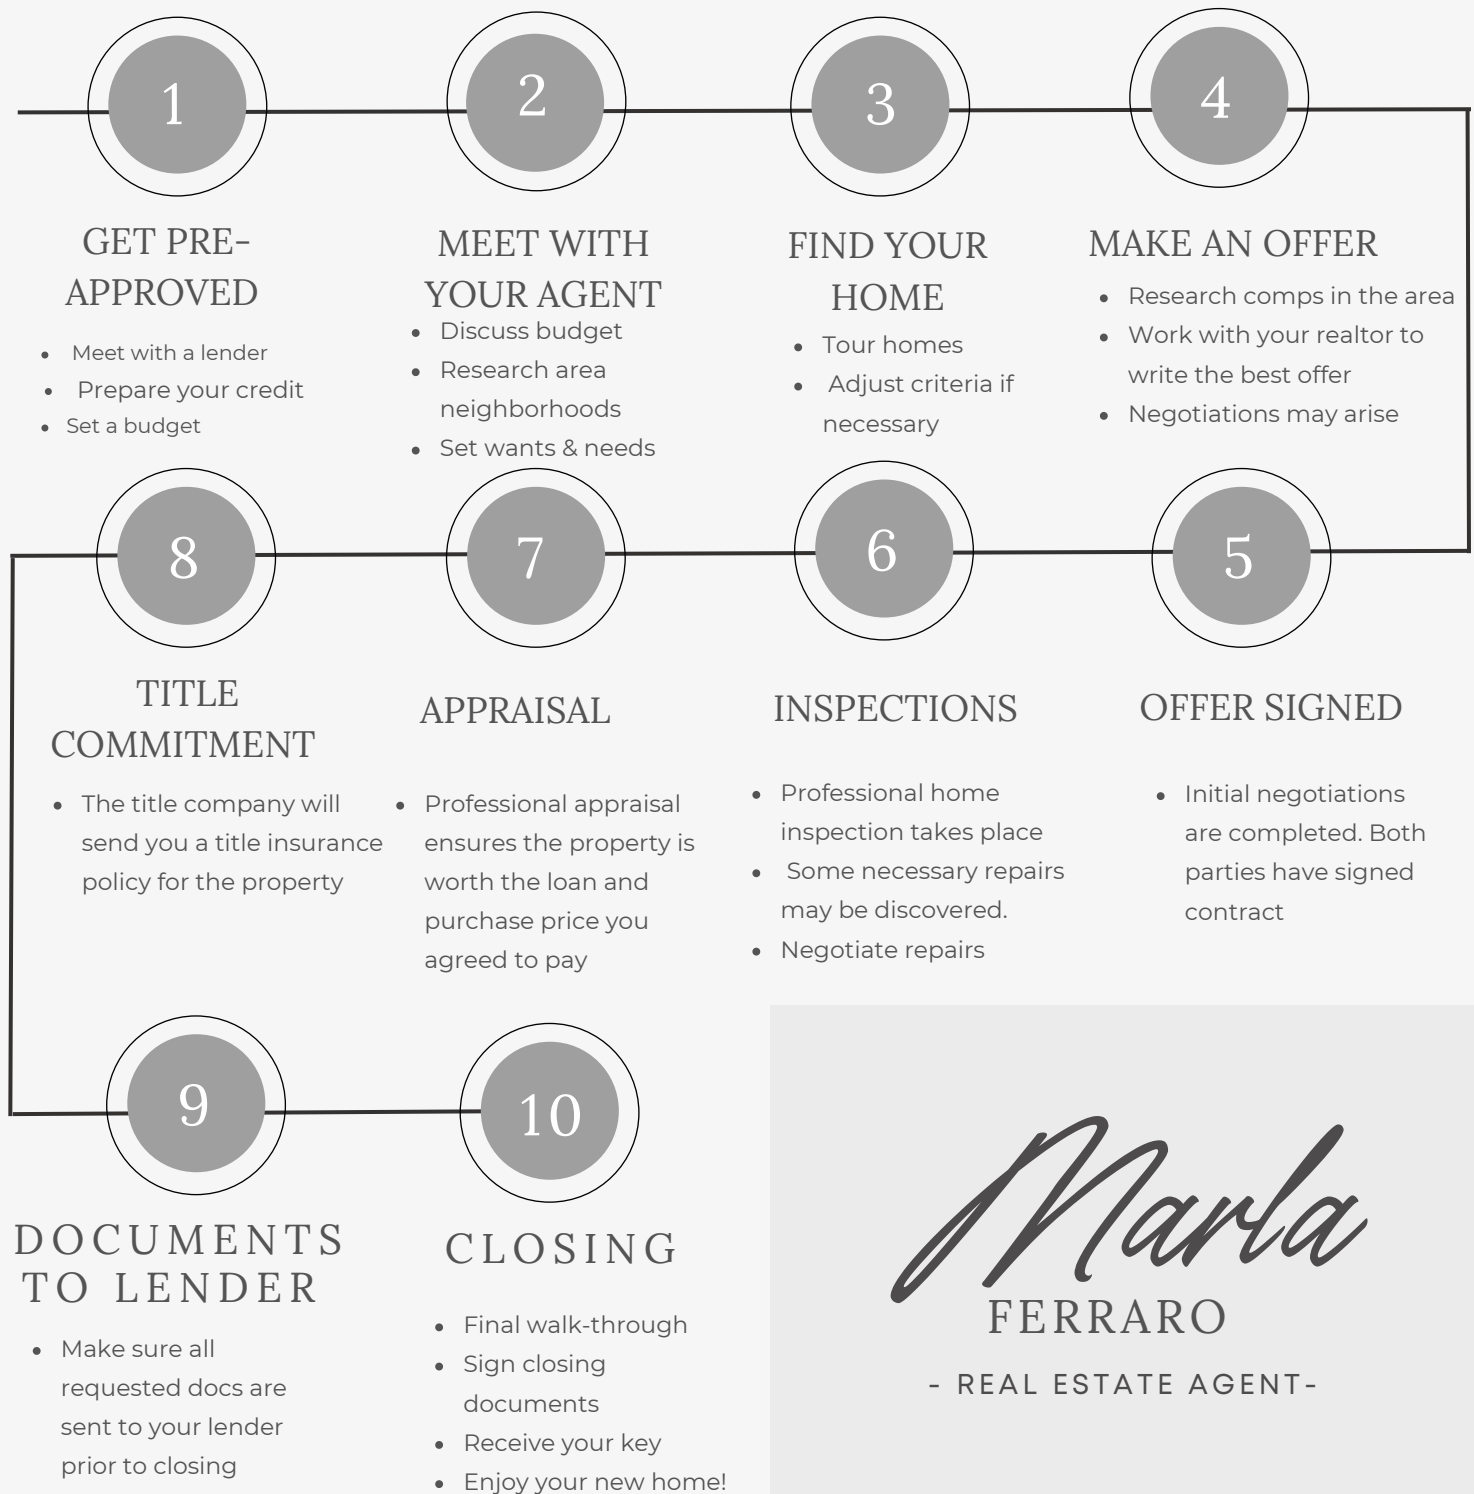 1
GET PRE-
APPROVED
• Meet with a lender
• Prepare your credit
• Set a budget
2
MEET WITH
YOUR AGENT
• Discuss budget
• Research area
neighborhoods
• Set wants & needs
3
FIND YOUR
HOME
• Tour homes
• Adjust criteria if
necessary
4
MAKE AN OFFER
• Research comps in the area
• Work with your realtor to
write the best offer
• Negotiations may arise
5
OFFER SIGNED
• Initial negotiations
are completed. Both
parties have signed
contract
6
INSPECTIONS
• Professional home
inspection takes place
• Some necessary repairs
may be discovered.
• Negotiate repairs
7
APPRAISAL
• Professional appraisal
ensures the property is
worth the loan and
purchase price you
agreed to pay
8
TITLE
COMMITMENT
• The title company will
send you a title insurance
policy for the property
9
DOCUMENTS
TO LENDER
• Make sure all
requested docs are
sent to your lender
prior to closing
10
CLOSING
• Final walk-through
• Sign closing
documents
• Receive your key
• Enjoy your new home!
Marla
FERRARO
- REAL ESTATE AGENT-